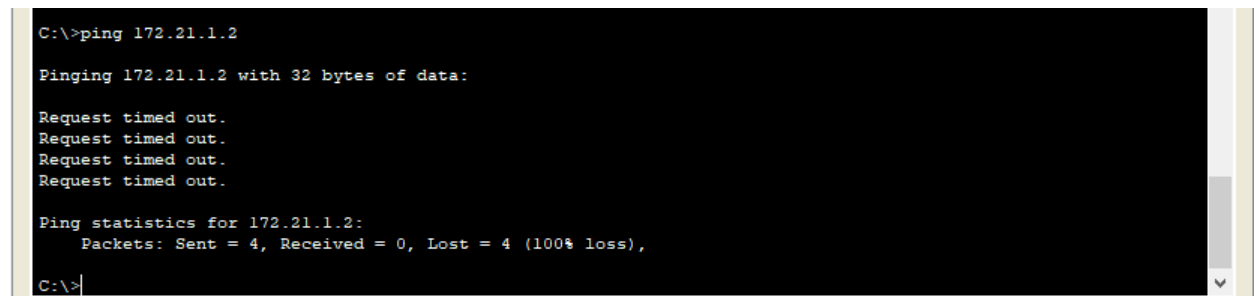 C:\>ping 172.21.1.2
Pinging 172.21.1.2 with 32 bytes of data:
Request timed out.
Request timed out.
Request timed out.
Request timed out.
Ping statistics for 172.21.1.2:
    Packets: Sent = 4, Received = 0, Lost = 4 (100% loss),
C:\>